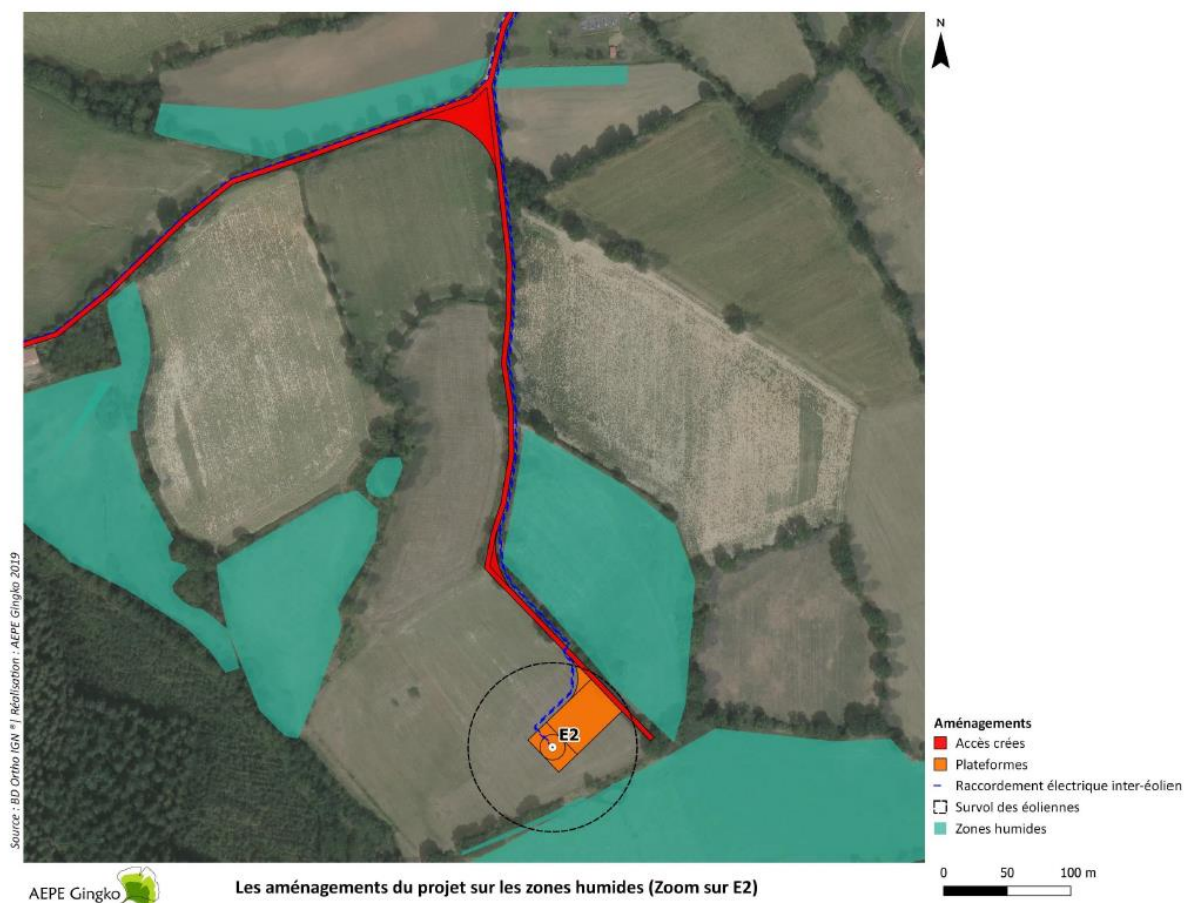 N
E2
Aménagements
Accès crées
Plateformes
Raccordement électrique inter-éolien
Survol des éoliennes
Zones humides
0 50 100 m
Source : BD Ortho IGN ® | Réalisation : AEPE Gingko 2019
AEPE Gingko
Les aménagements du projet sur les zones humides (Zoom sur E2)